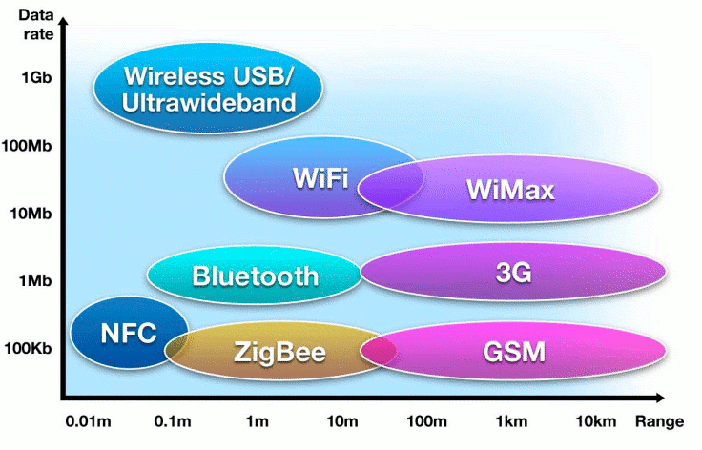 Data
rate
1Gb
Wireless USB/
Ultrawideband
100Mb
WiFi
WiMax
10Mb
Bluetooth
3G
1Mb
NFC
ZigBee
GSM
100Kb
0.01m 0.1m 1m 10m 100m 1km 10km Range